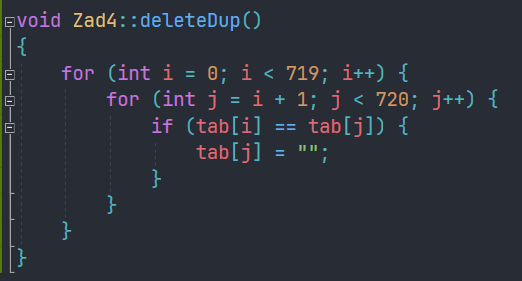 void Zad4::deleteDup()
{
    for (int i = 0; i < 719; i++) {
        for (int j = i + 1; j < 720; j++) {
            if (tab[i] == tab[j]) {
                tab[j] = "";
            }
        }
    }
}